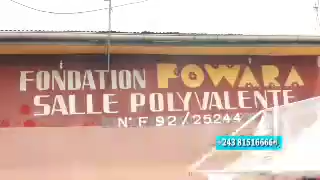 FONDATION FOWARA
SALLE POLYVALENTE
N° F 92/25244
+243 815166666